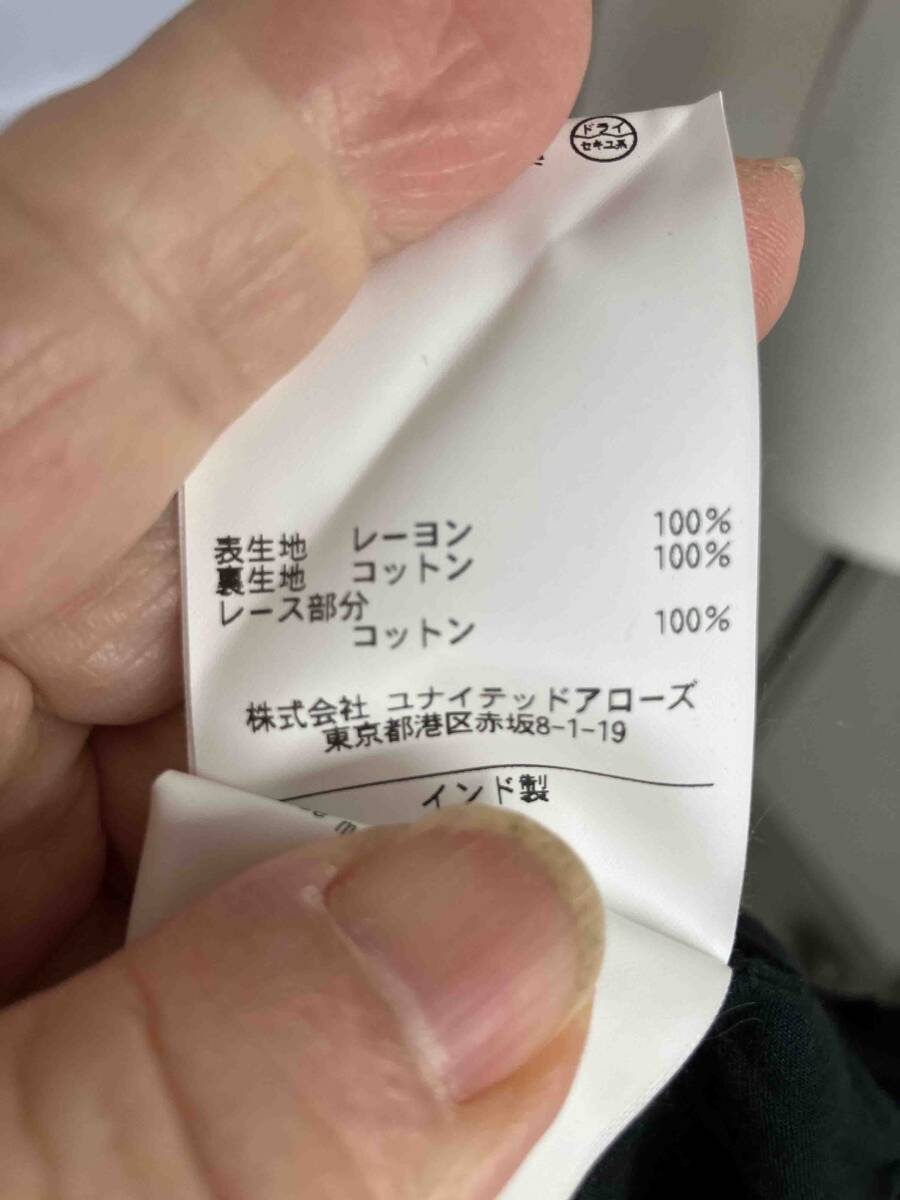 ドライ
セキユ系
表生地 レーヨン 100%
裏生地 コットン 100%
レース部分
コットン 100%
株式会社 ユナイテッドアローズ
東京都港区赤坂8-1-19
インド製